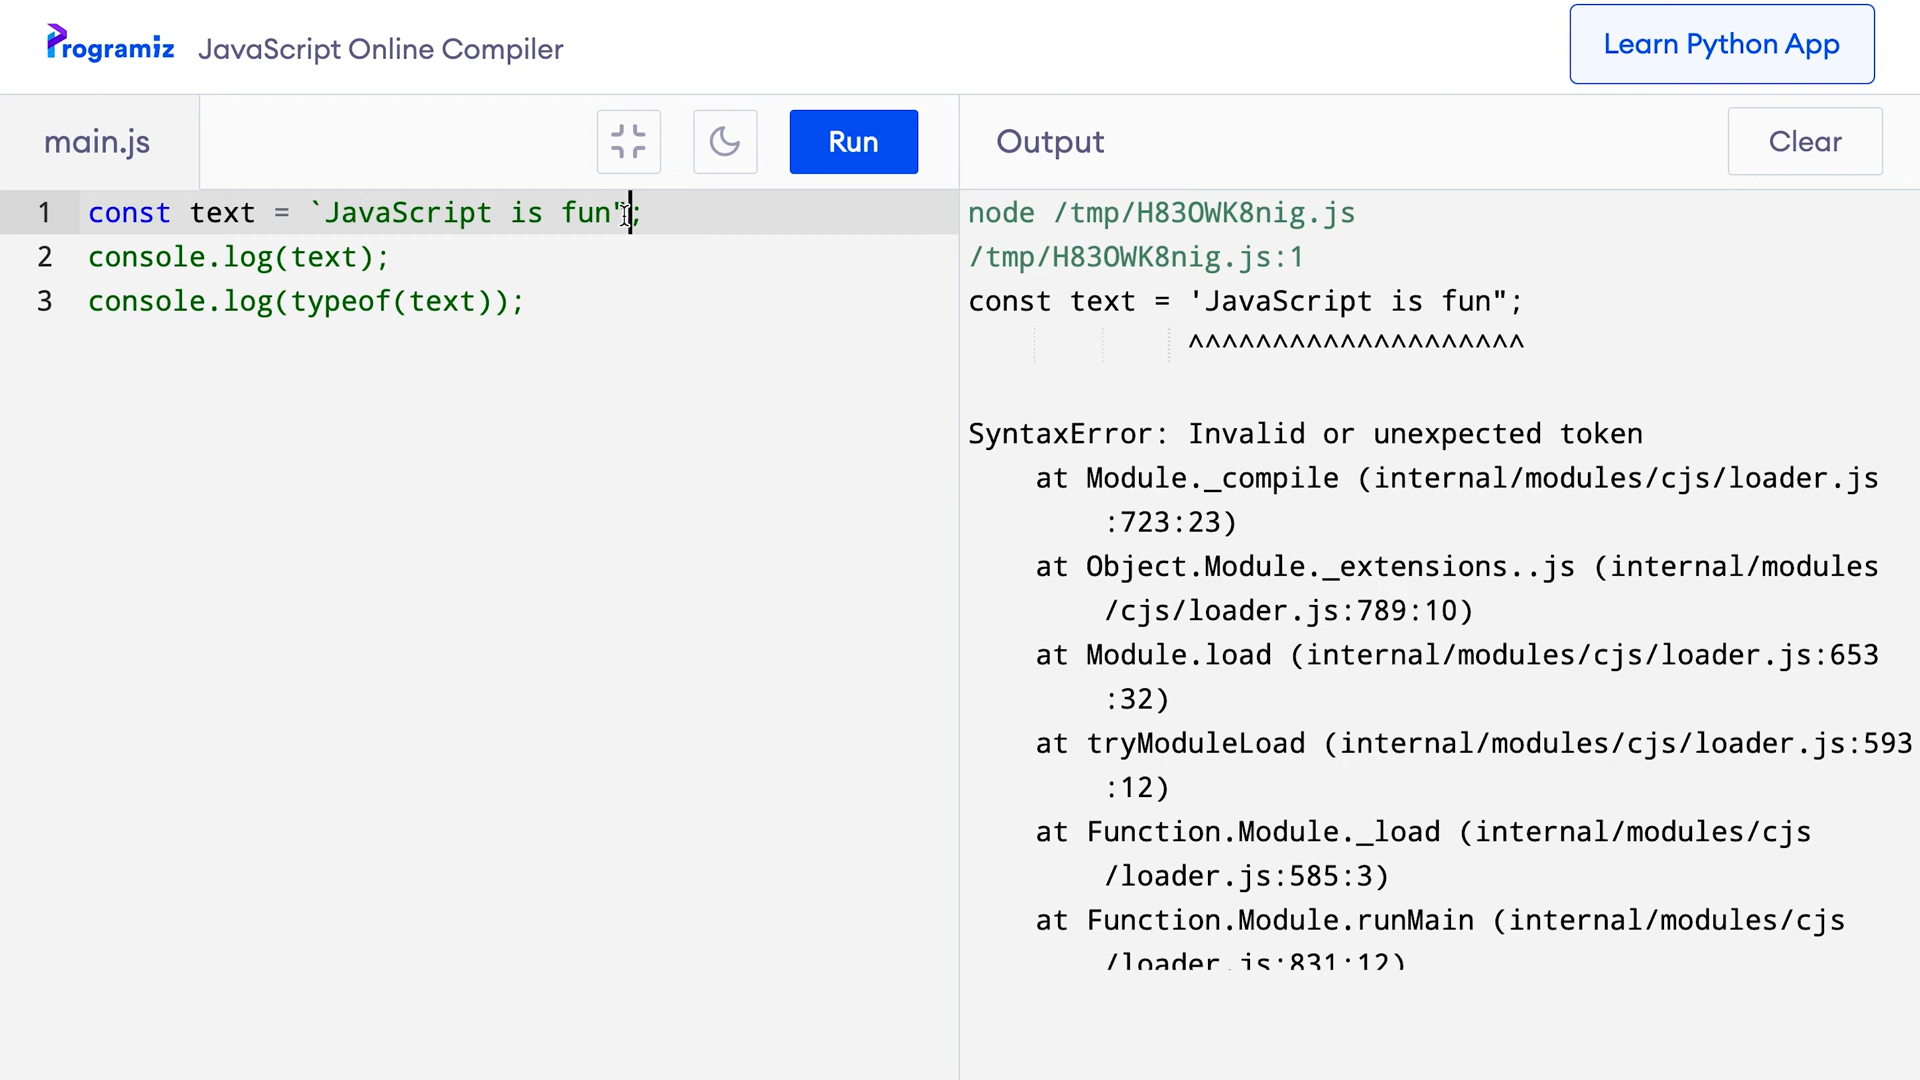 Programiz JavaScript Online Compiler
Learn Python App
main.js
Run
Output
Clear
1 const text = `JavaScript is fun";
2 console.log(text);
3 console.log(typeof(text));
node /tmp/H83OWK8nig.js
/tmp/H83OWK8nig.js:1
const text = 'JavaScript is fun";
^^^^^^^^^^^^^^^^^^^^
SyntaxError: Invalid or unexpected token
at Module._compile (internal/modules/cjs/loader.js
:723:23)
at Object.Module._extensions..js (internal/modules
/cjs/loader.js:789:10)
at Module.load (internal/modules/cjs/loader.js:653
:32)
at tryModuleLoad (internal/modules/cjs/loader.js:593
:12)
at Function.Module._load (internal/modules/cjs
/loader.js:585:3)
at Function.Module.runMain (internal/modules/cjs
/loader.js:831:12)